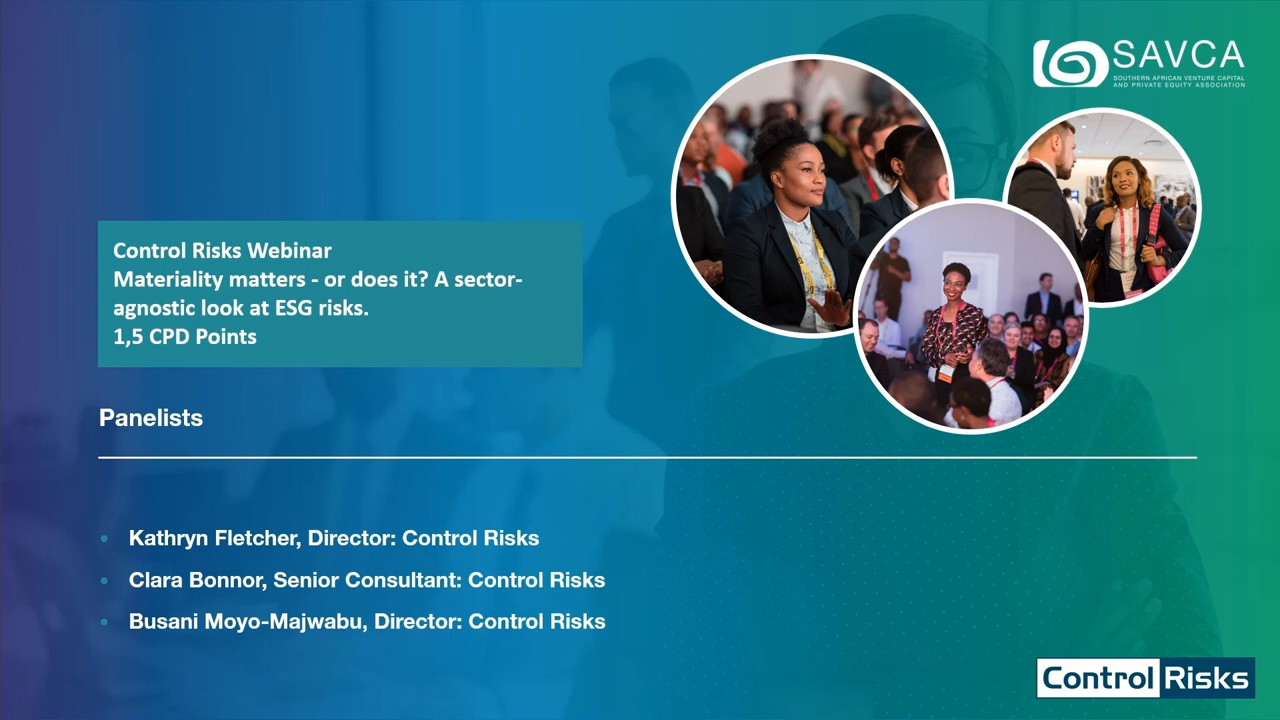 SAVCA
SOUTHERN AFRICAN VENTURE CAPITAL
AND PRIVATE EQUITY ASSOCIATION
Control Risks Webinar
Materiality matters - or does it? A sector-
agnostic look at ESG risks.
1,5 CPD Points
Panelists
• Kathryn Fletcher, Director: Control Risks
• Clara Bonnor, Senior Consultant: Control Risks
• Busani Moyo-Majwabu, Director: Control Risks
Control Risks